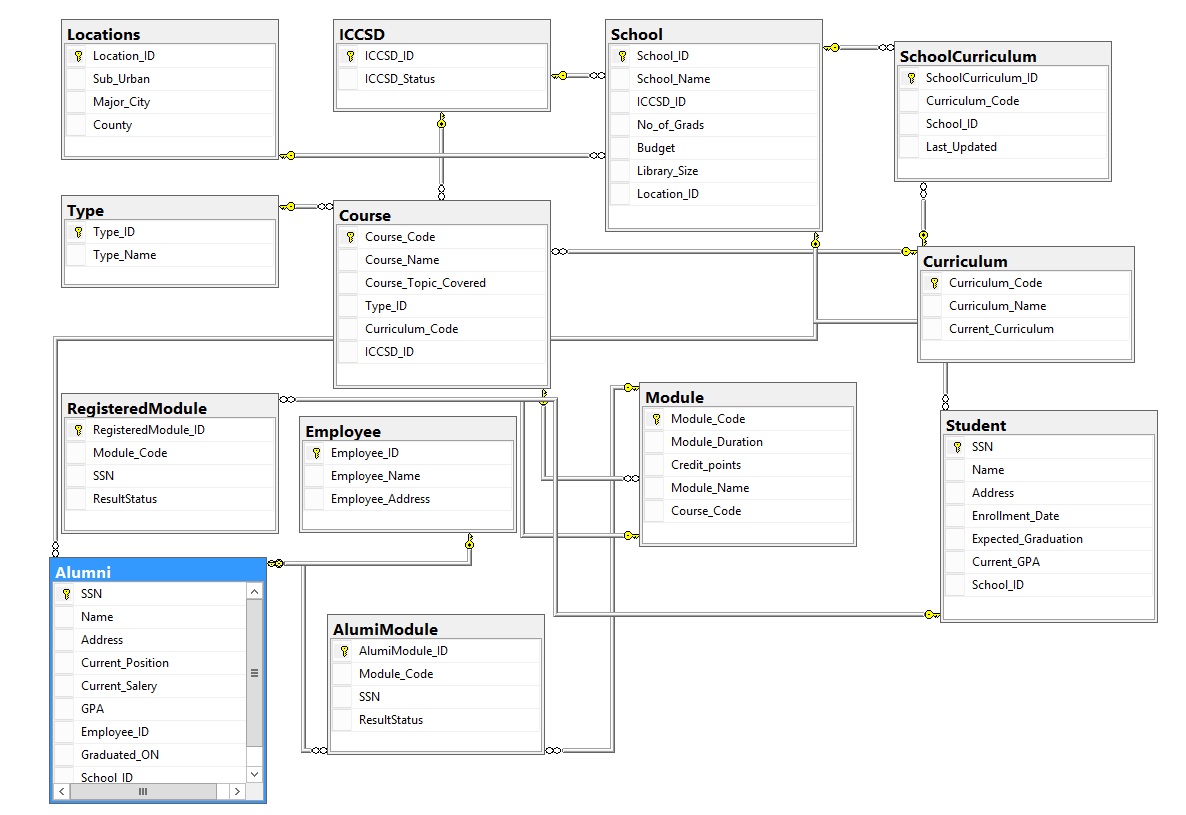 Locations
Location_ID
Sub_Urban
Major_City
County
ICCSD
ICCSD_ID
ICCSD_Status
School
School_ID
School_Name
ICCSD_ID
No_of_Grads
Budget
Library_Size
Location_ID
SchoolCurriculum
SchoolCurriculum_ID
Curriculum_Code
School_ID
Last_Updated
Type
Type_ID
Type_Name
Course
Course_Code
Course_Name
Course_Topic_Covered
Type_ID
Curriculum_Code
ICCSD_ID
Curriculum
Curriculum_Code
Curriculum_Name
Current_Curriculum
RegisteredModule
RegisteredModule_ID
Module_Code
SSN
ResultStatus
Employee
Employee_ID
Employee_Name
Employee_Address
Module
Module_Code
Module_Duration
Credit_points
Module_Name
Course_Code
Student
SSN
Name
Address
Enrollment_Date
Expected_Graduation
Current_GPA
School_ID
Alumni
SSN
Name
Address
Current_Position
Current_Salery
GPA
Employee_ID
Graduated_ON
School_ID
AlumiModule
AlumiModule_ID
Module_Code
SSN
ResultStatus